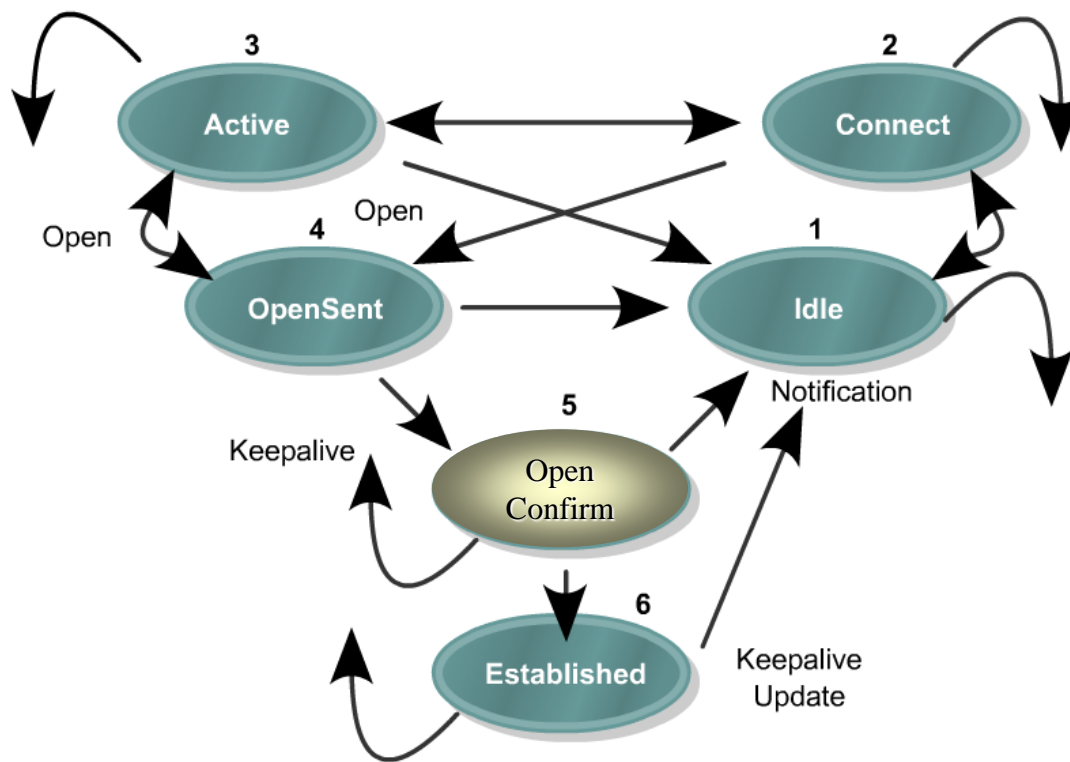 3
2
Active
Connect
Open
Open
4
1
OpenSent
Idle
Notification
5
Keepalive
Open
Confirm
6
Established
Keepalive
Update